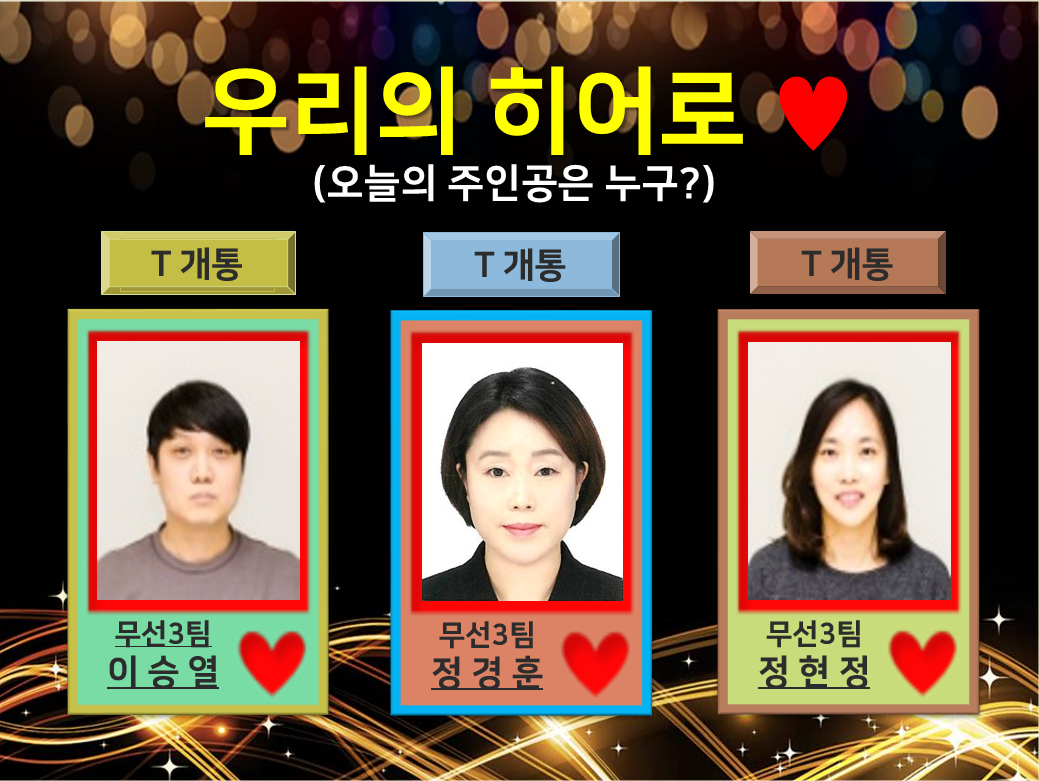 우리의 히어로 ♥
(오늘의 주인공은 누구?)
T 개통
T 개통
T 개통
무선3팀
이 승 열
무선3팀
정 경 훈
무선3팀
정 현 정